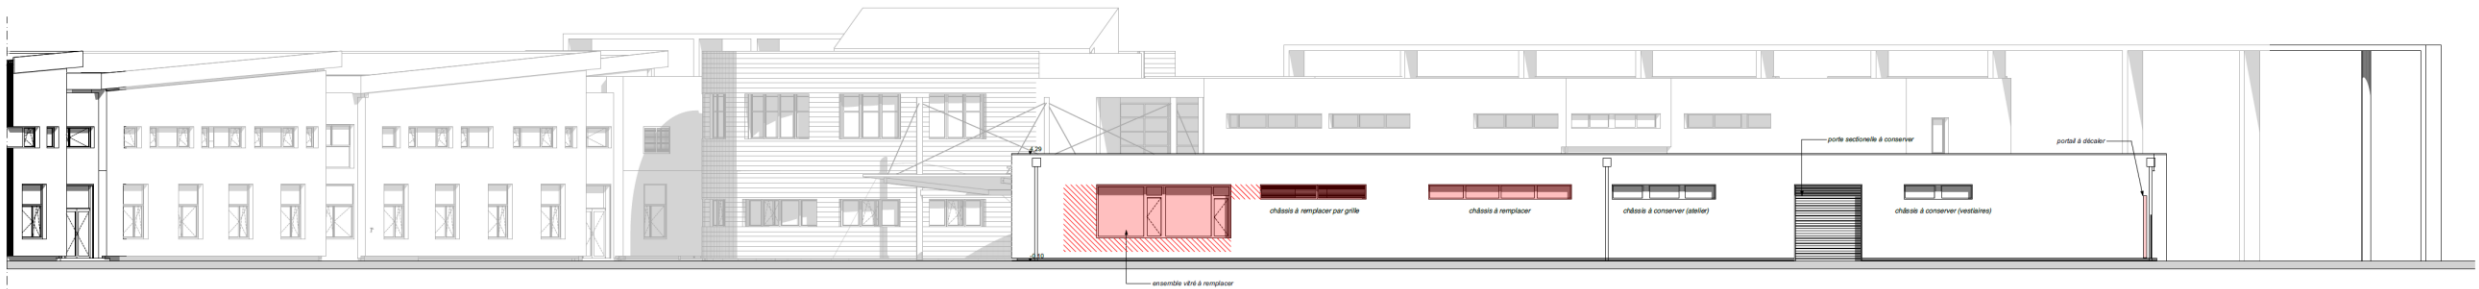 porte sectionelle à conserver
portail à décaler
châssis à remplacer par grille
châssis à remplacer
châssis à conserver (atelier)
châssis à conserver (vestiaires)
7
ensemble vitré à remplacer